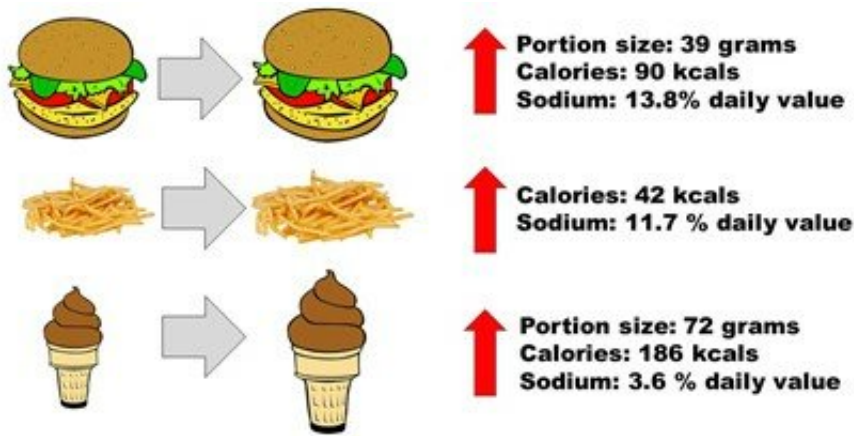 Portion size: 39 grams
Calories: 90 kcals
Sodium: 13.8% daily value
Calories: 42 kcals
Sodium: 11.7 % daily value
Portion size: 72 grams
Calories: 186 kcals
Sodium: 3.6 % daily value